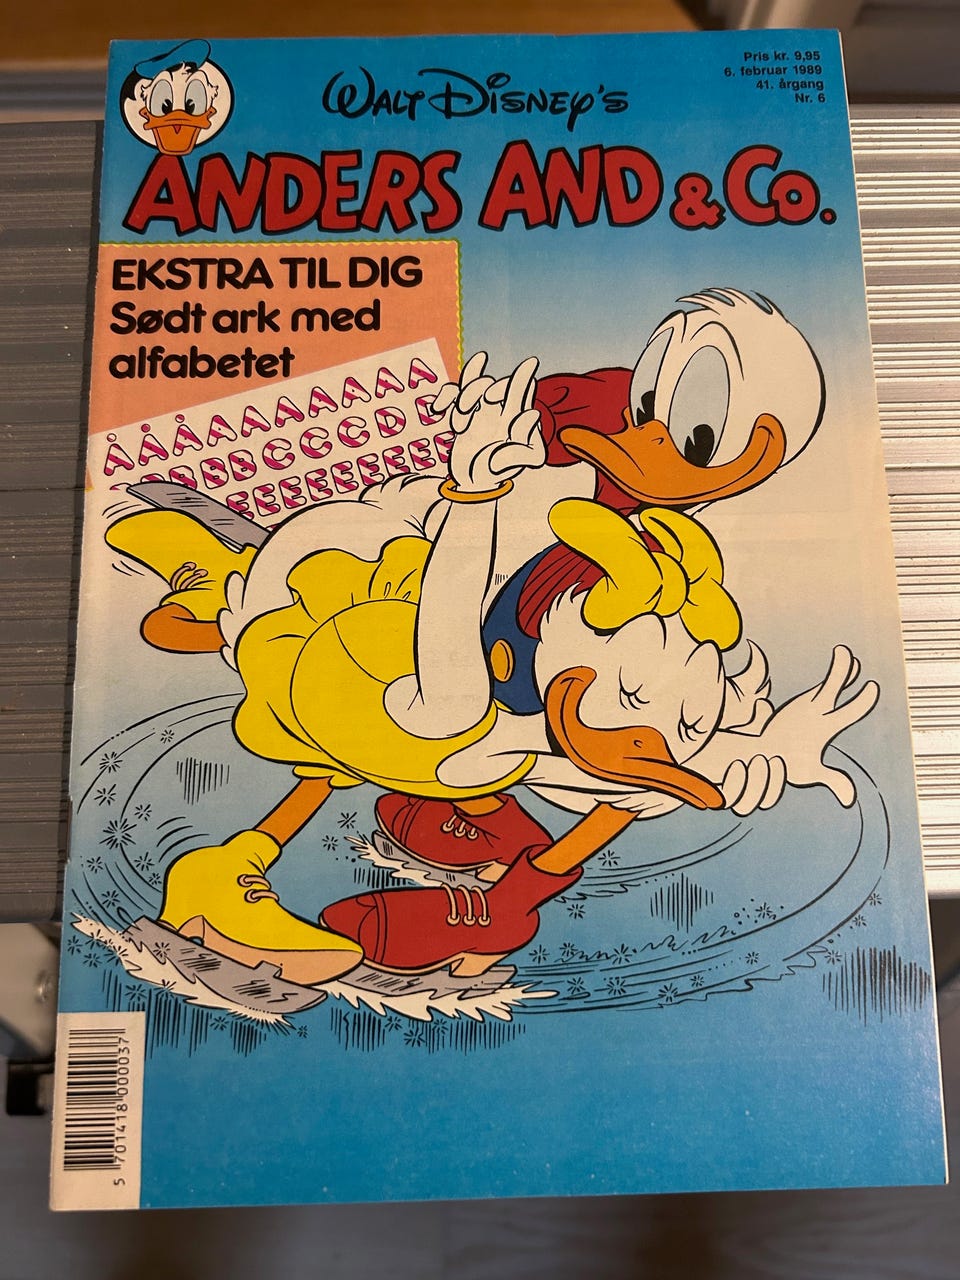 Pris kr. 9,95
6. februar 1989
41. årgang
Nr. 6
WALT DISNEY'S
ANDERS AND & Co.
EKSTRA TIL DIG
Sødt ark med
alfabetet
5 701418 000037